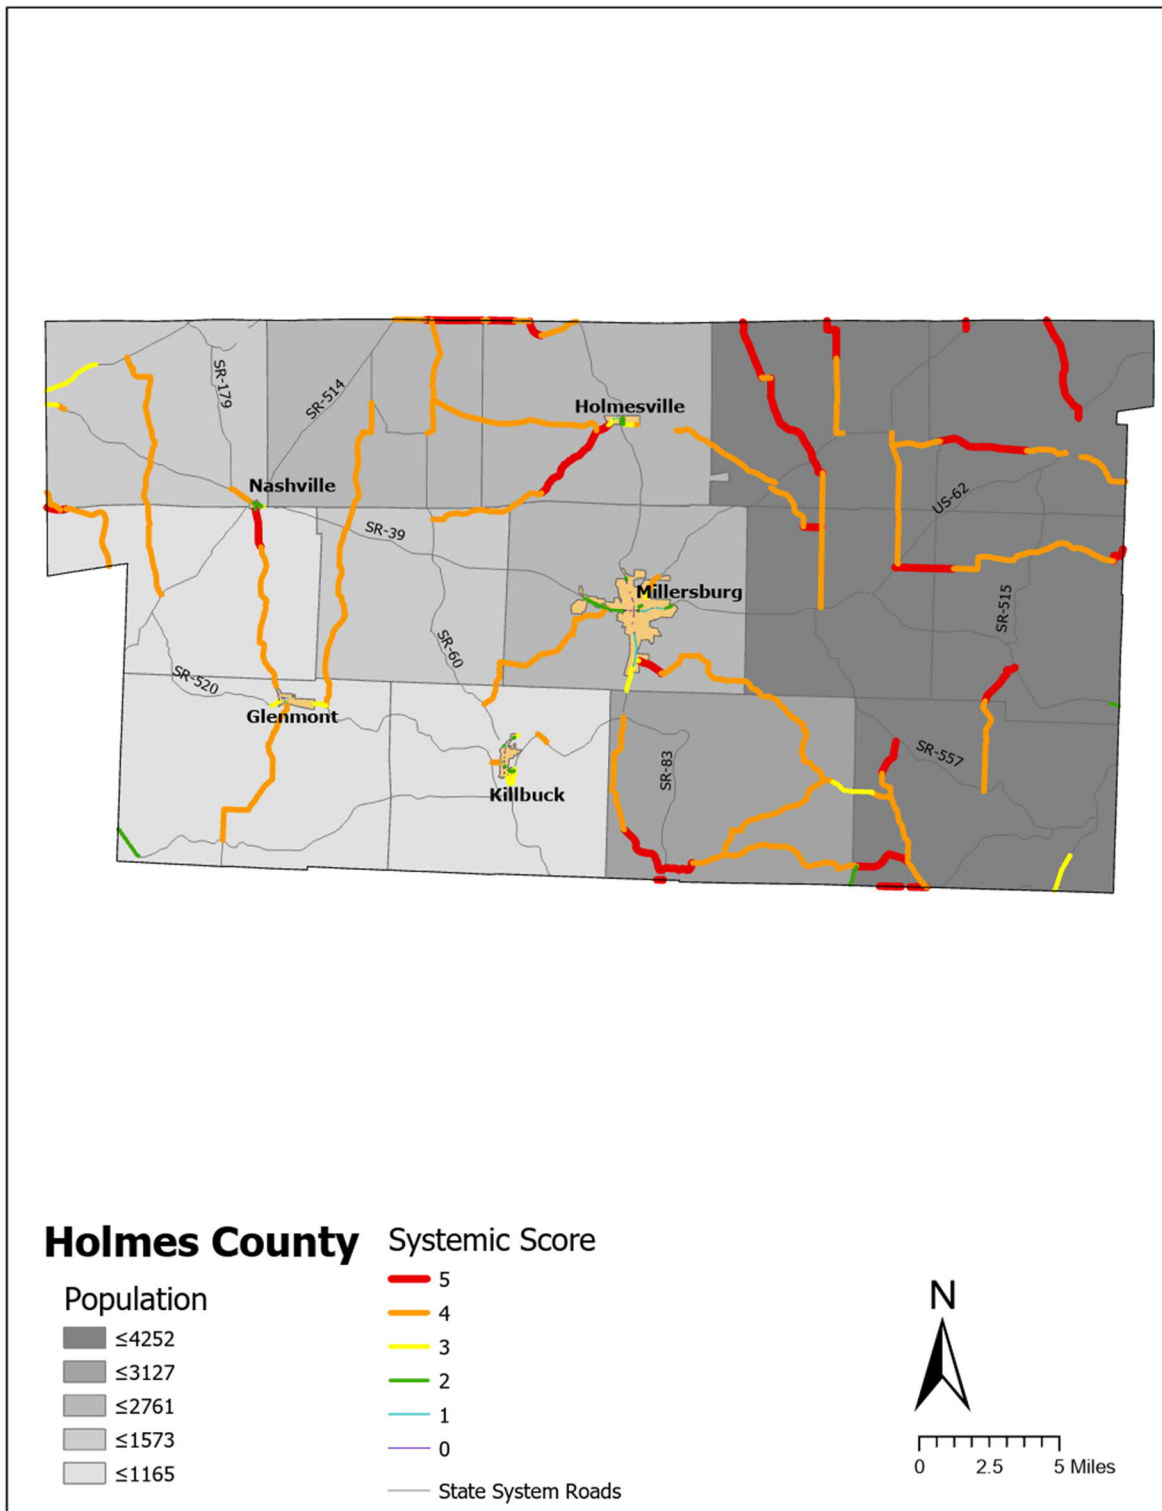 Holmesville
SR-179
SR-514
Nashville
US-62
SR-39
Millersburg
SR-515
SR-60
SR-520
Glenmont
SR-557
SR-83
Killbuck
Holmes County
Population
≤4252
≤3127
≤2761
≤1573
≤1165
Systemic Score
5
4
3
2
1
0
State System Roads
N
0 2.5 5 Miles